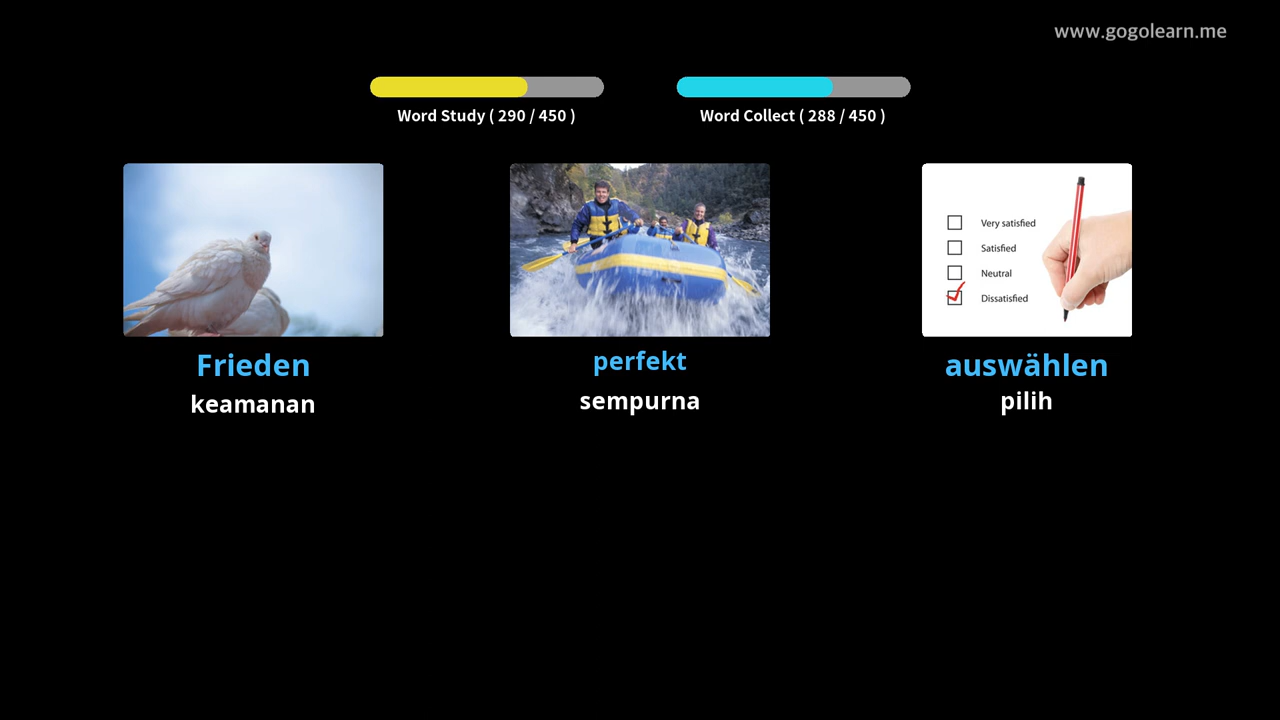 www.gogolearn.me
Word Study ( 290 / 450 )
Word Collect ( 288 / 450 )
Very satisfied
Satisfied
Neutral
Dissatisfied
Frieden
perfekt
auswählen
keamanan
sempurna
pilih